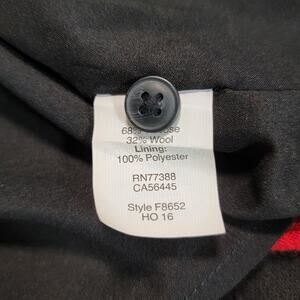 68%
32% Wool
Lining:
100% Polyester
RN77388
CA56445
Style F8652
HO 16